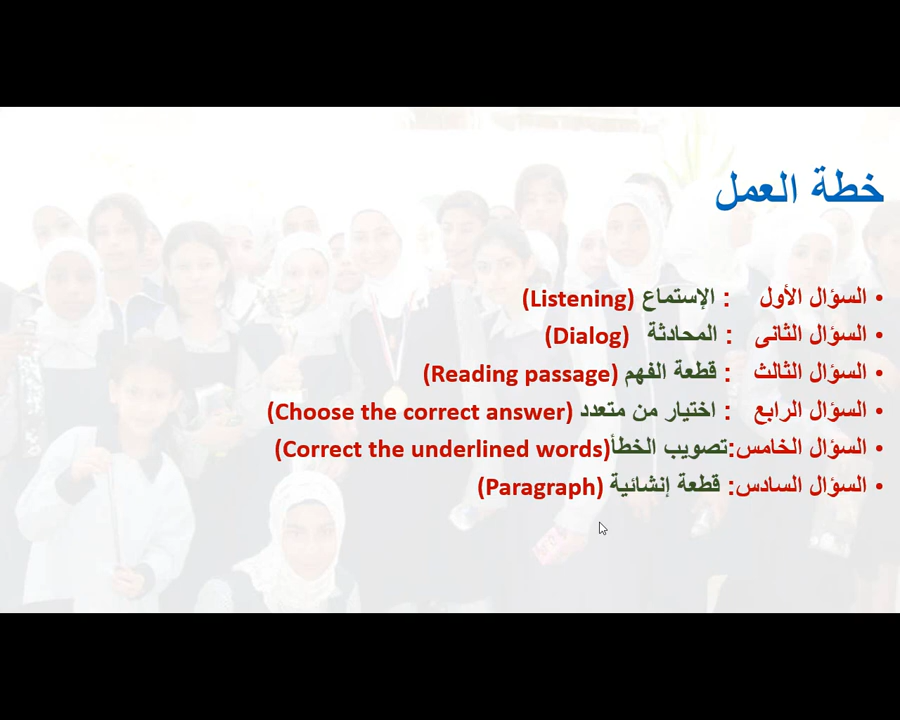 خطة العمل
• السؤال الأول : الإستماع (Listening)
• السؤال الثانى : المحادثة (Dialog)
• السؤال الثالث : قطعة الفهم (Reading passage)
• السؤال الرابع : اختيار من متعدد (Choose the correct answer)
• السؤال الخامس:تصويب الخطأ(Correct the underlined words)
• السؤال السادس: قطعة إنشائية (Paragraph)